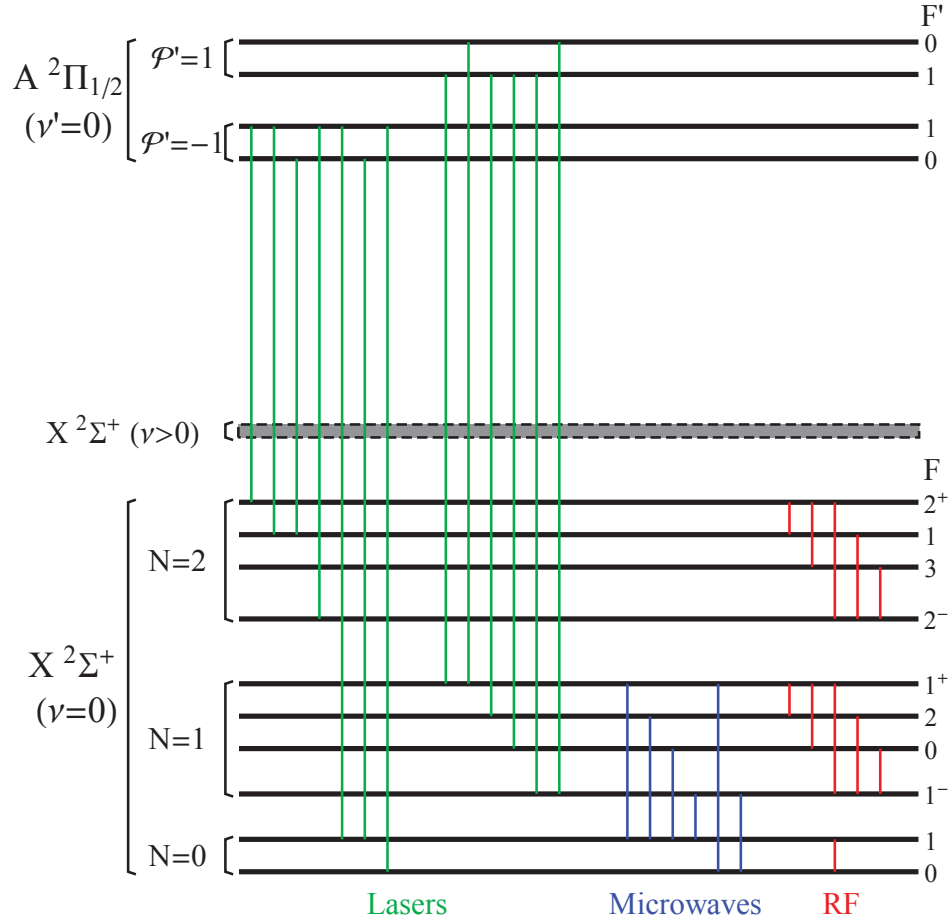 F'
𝒫'=1
0
A ²Π₁/₂
1
(ν'=0)
𝒫'=−1
1
0
X ²Σ⁺ (ν>0)
F
2⁺
1
N=2
3
2⁻
X ²Σ⁺
(ν=0)
1⁺
2
N=1
0
1⁻
1
N=0
0
Lasers
Microwaves
RF